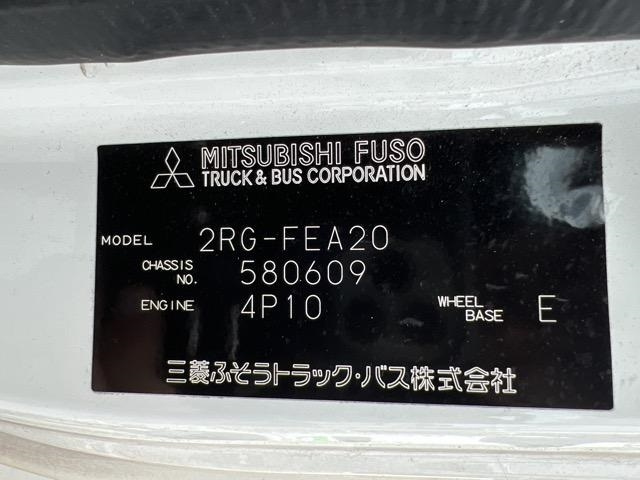 MITSUBISHI FUSO
TRUCK & BUS CORPORATION
MODEL 2RG-FEA20
CHASSIS NO. 580609
ENGINE 4P10 WHEEL BASE E
三菱ふそうトラック・バス株式会社